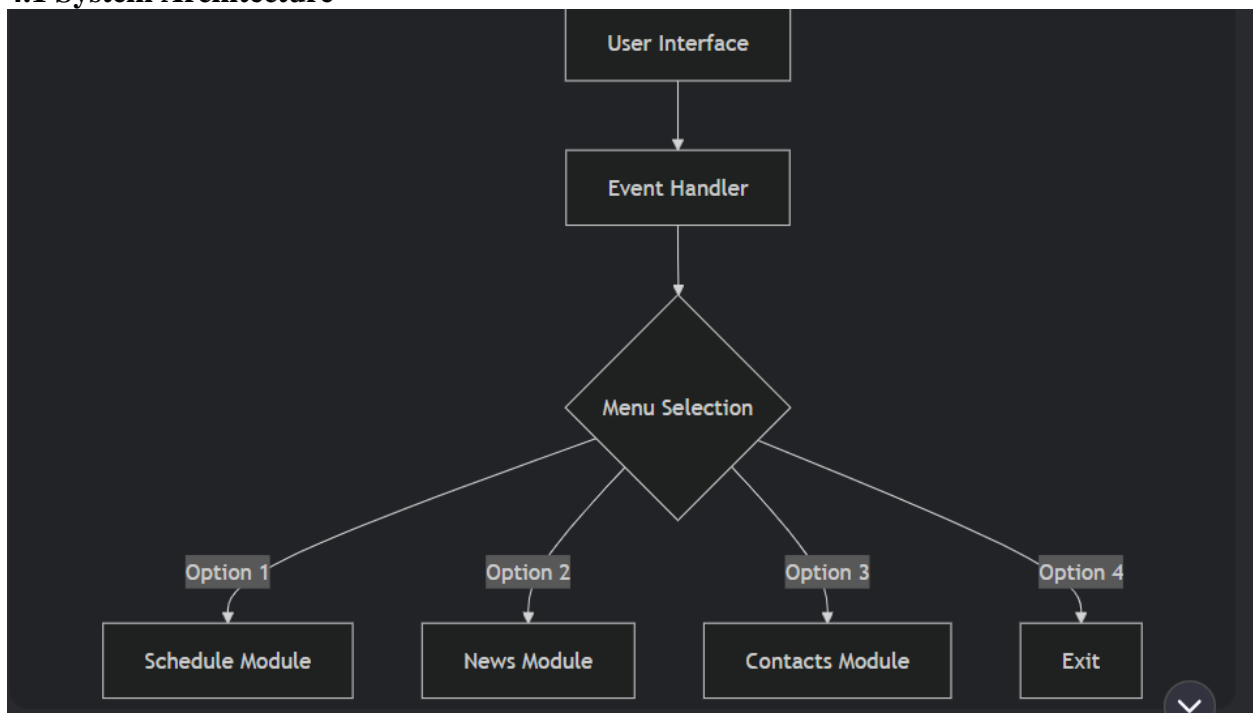 4.1 System Architecture
User Interface
Event Handler
Menu Selection
Option 1
Option 2
Option 3
Option 4
Schedule Module
News Module
Contacts Module
Exit